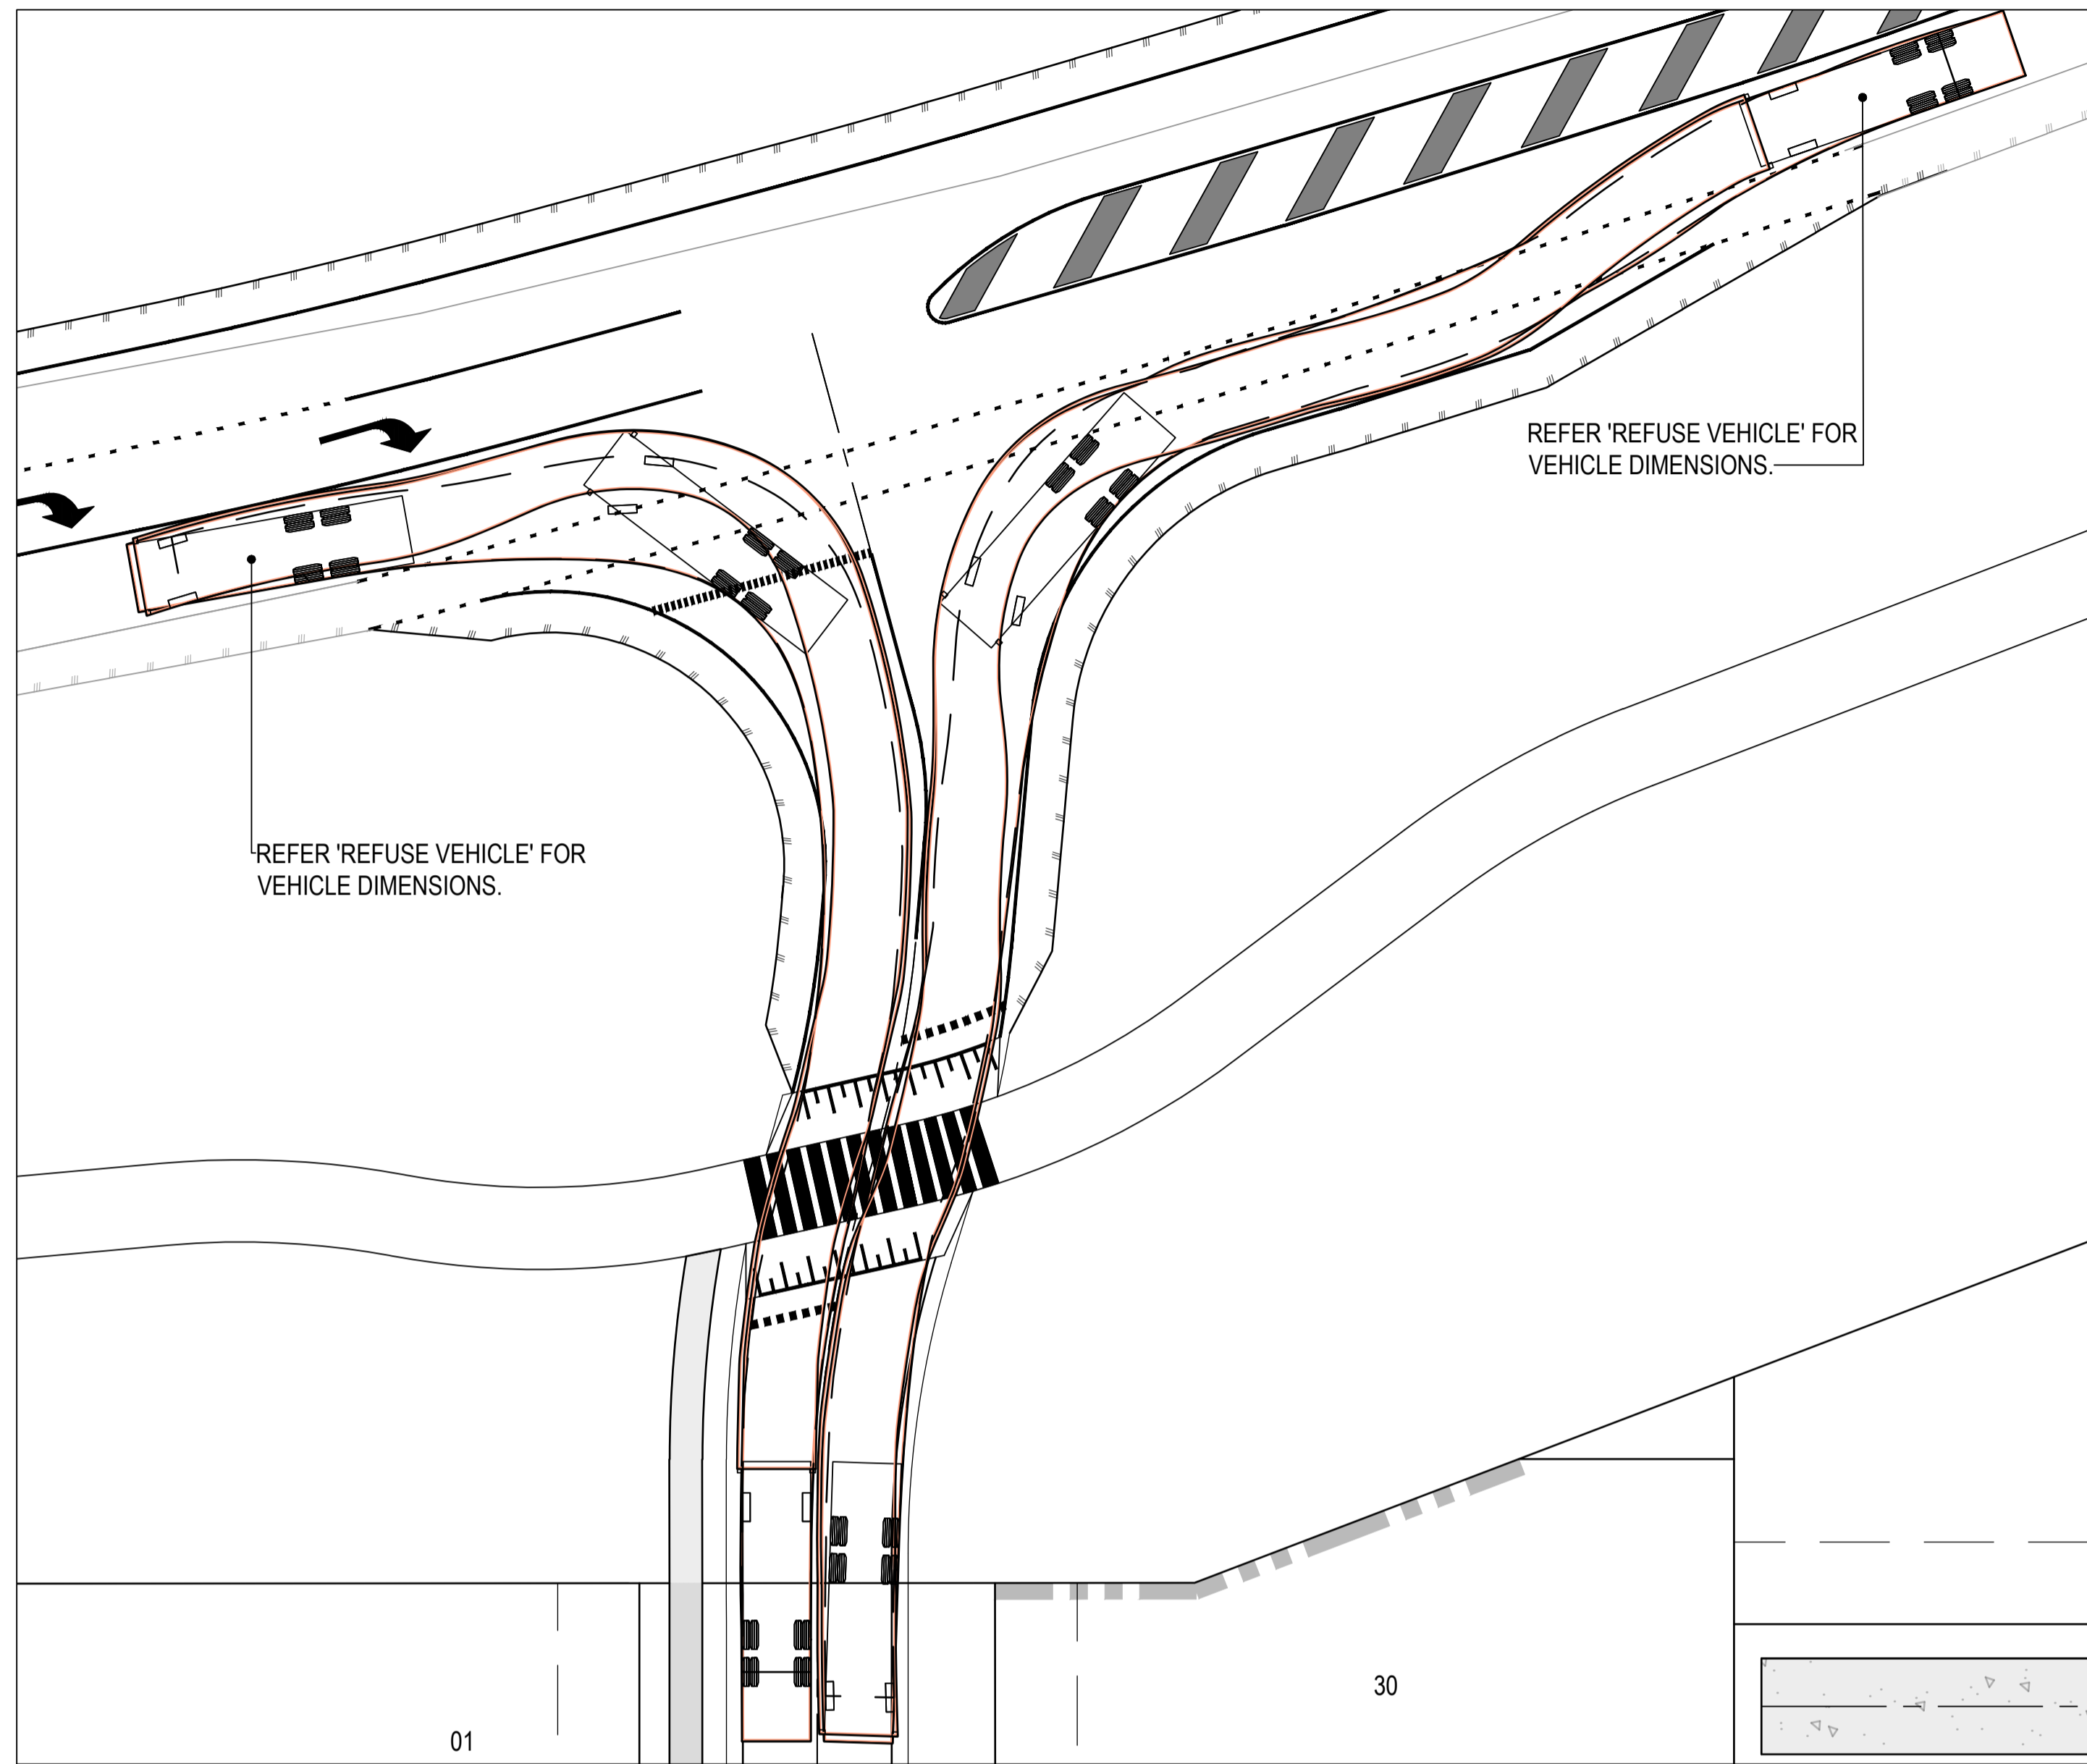 REFER 'REFUSE VEHICLE' FOR
VEHICLE DIMENSIONS.
REFER 'REFUSE VEHICLE' FOR
VEHICLE DIMENSIONS.
30
01